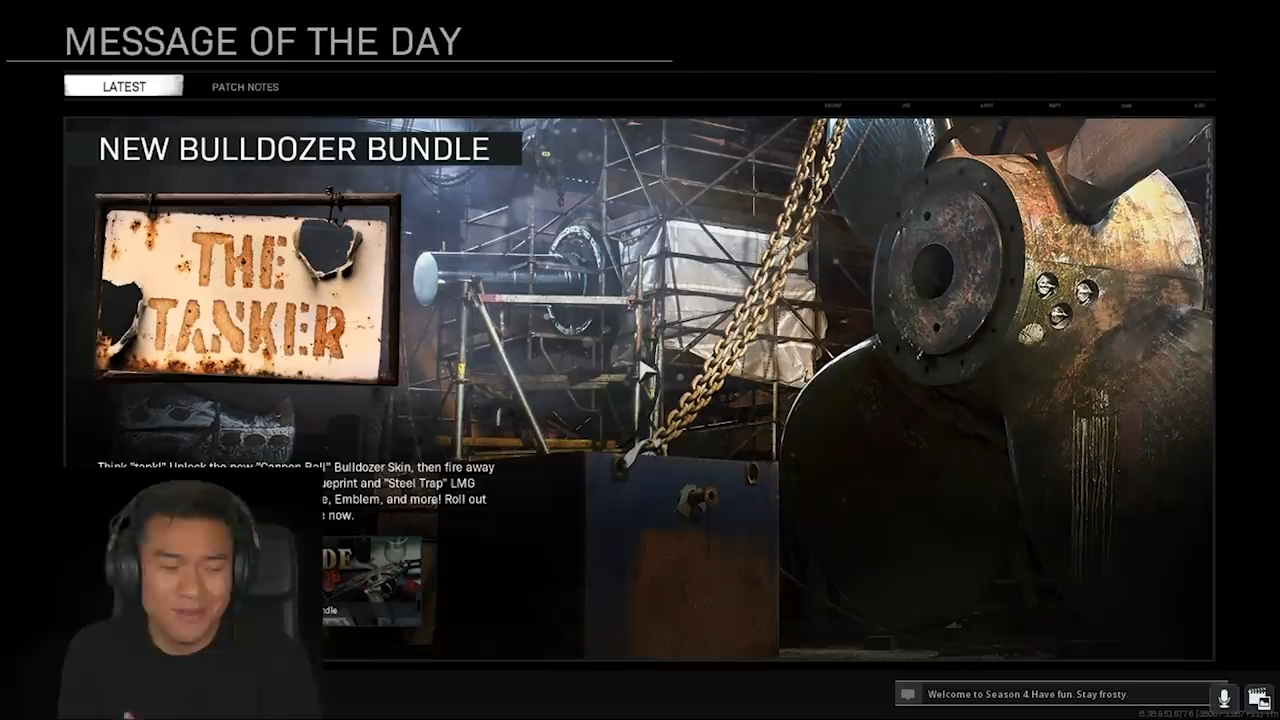 MESSAGE OF THE DAY
LATEST
PATCH NOTES
NEW BULLDOZER BUNDLE
THE
TANKER
Think "tank!" Unlock the new "Cannon Ball" Bulldozer Skin, then fire away
"Steel Trap" LMG
Emblem, and more! Roll out
now.
Welcome to Season 4. Have fun. Stay frosty.